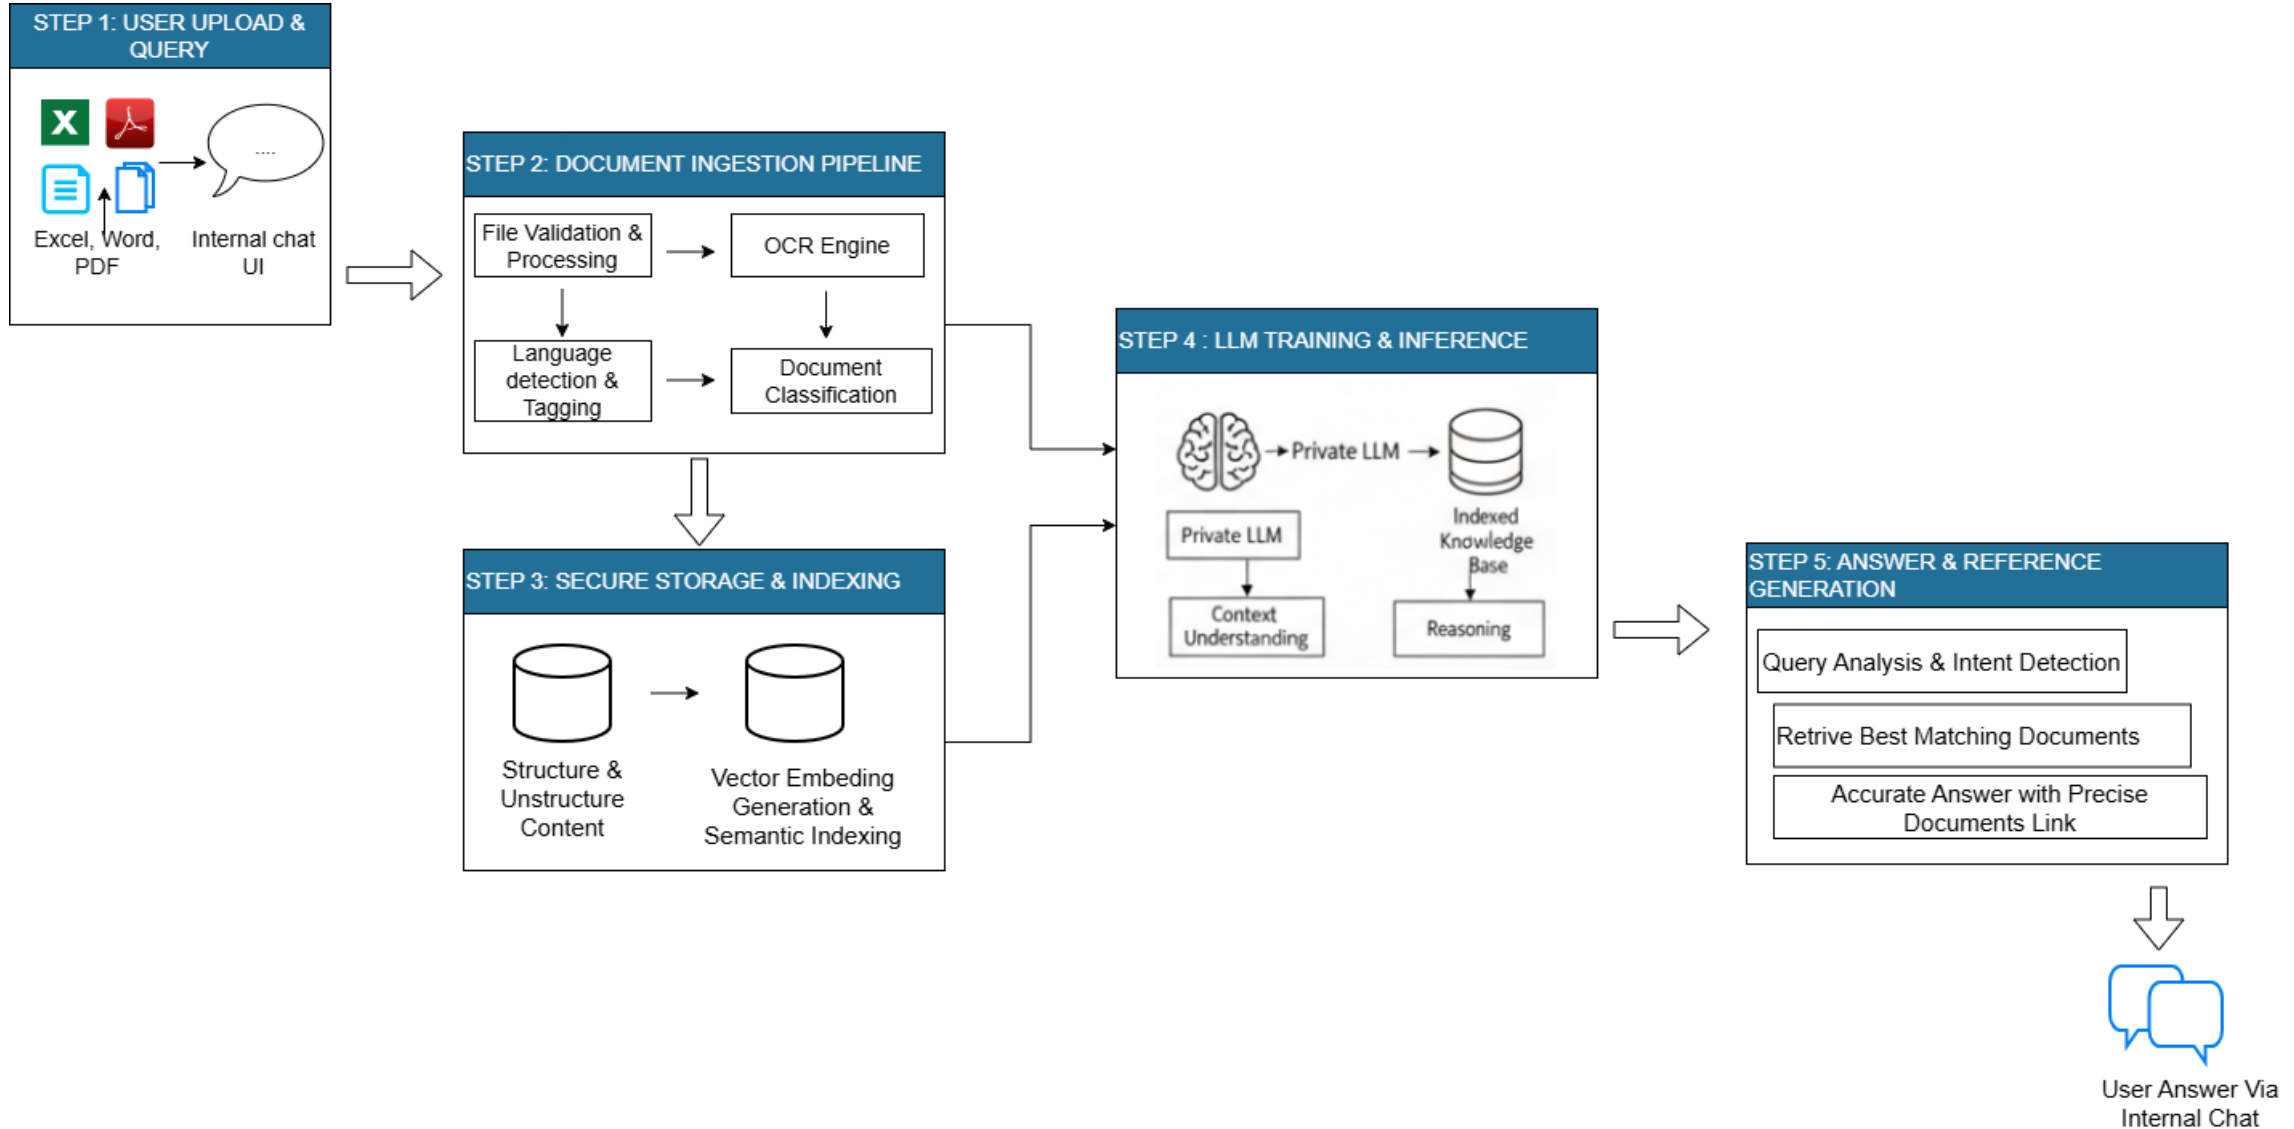 STEP 1: USER UPLOAD &
QUERY
X
....
Excel, Word,
PDF
Internal chat
UI
STEP 2: DOCUMENT INGESTION PIPELINE
File Validation &
Processing
OCR Engine
Language
detection &
Tagging
Document
Classification
STEP 3: SECURE STORAGE & INDEXING
Structure &
Unstructure
Content
Vector Embeding
Generation &
Semantic Indexing
STEP 4 : LLM TRAINING & INFERENCE
Private LLM
Indexed
Knowledge
Base
Private LLM
Context
Understanding
Reasoning
STEP 5: ANSWER & REFERENCE
GENERATION
Query Analysis & Intent Detection
Retrive Best Matching Documents
Accurate Answer with Precise
Documents Link
User Answer Via
Internal Chat